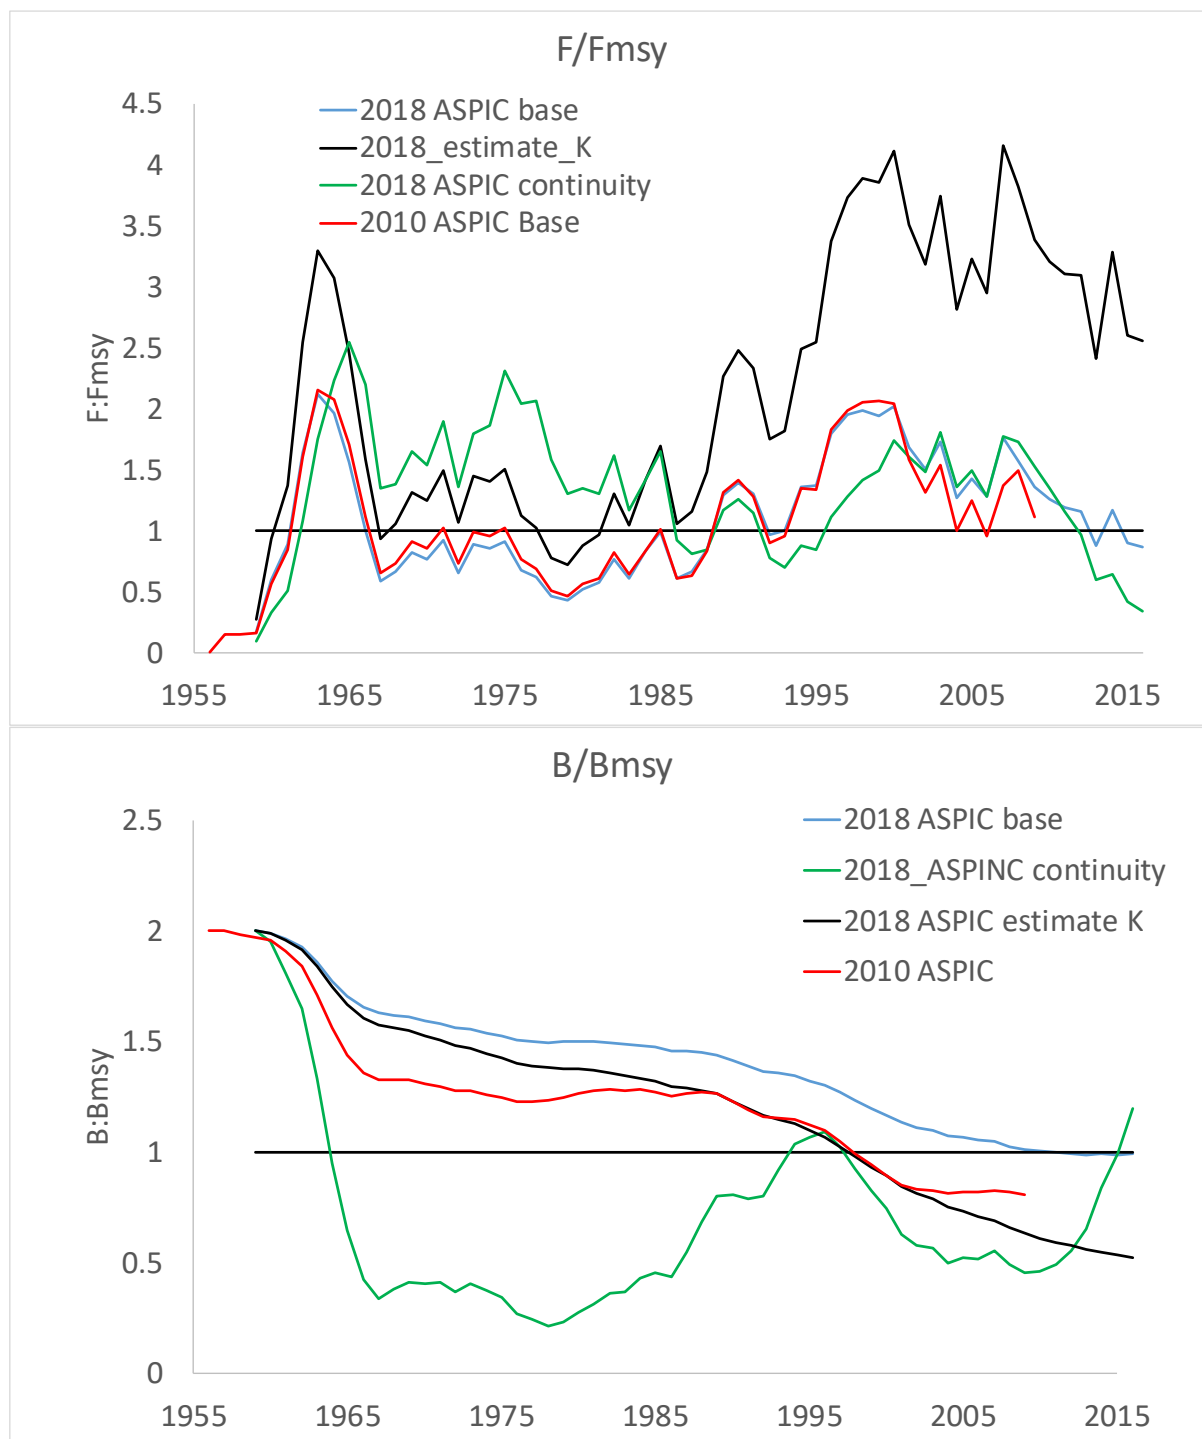 F/Fmsy
2018 ASPIC base
2018_estimate_K
2018 ASPIC continuity
2010 ASPIC Base
4.5
4
3.5
3
2.5
2
1.5
1
0.5
0
F:Fmsy
1955 1965 1975 1985 1995 2005 2015
B/Bmsy
2018 ASPIC base
2018_ASPINC continuity
2018 ASPIC estimate K
2010 ASPIC
2.5
2
1.5
1
0.5
0
B:Bmsy
1955 1965 1975 1985 1995 2005 2015